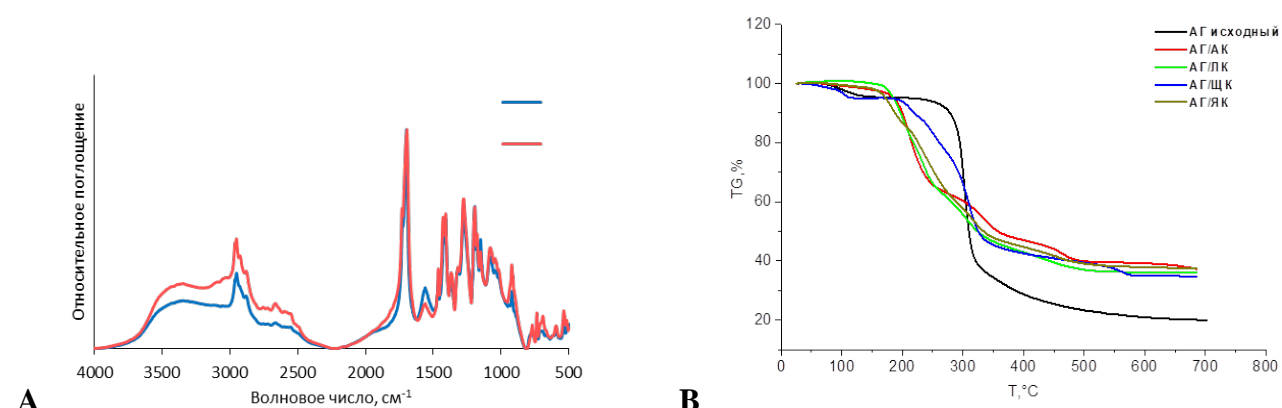 Относительное поглощение
4000 3500 3000 2500 2000 1500 1000 500
Волновое число, см-1
А
120
100
80
60
40
20
TG,%
0 100 200 300 400 500 600 700 800
T,°C
АГ исходный
АГ/АК
АГ/ЛК
АГ/ЩК
АГ/ЯК
В